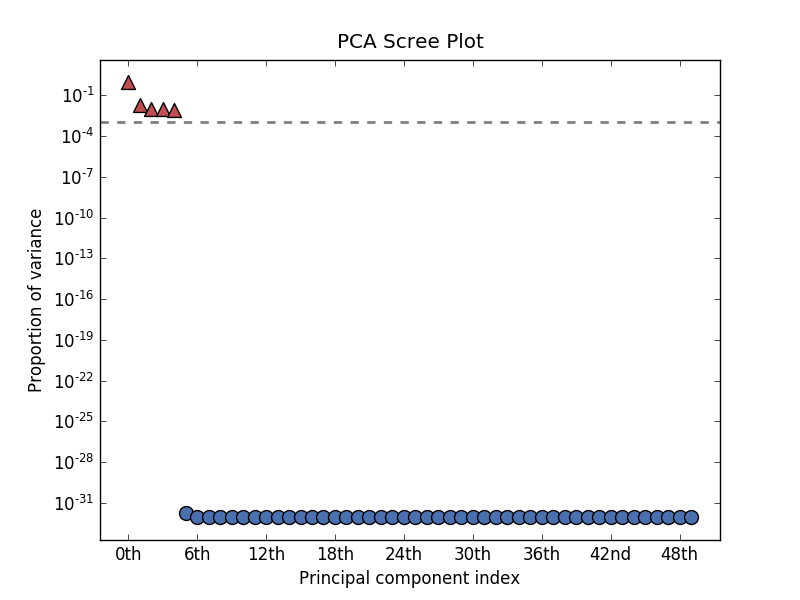 PCA Scree Plot
Proportion of variance
10^-1
10^-4
10^-7
10^-10
10^-13
10^-16
10^-19
10^-22
10^-25
10^-28
10^-31
0th 6th 12th 18th 24th 30th 36th 42nd 48th
Principal component index